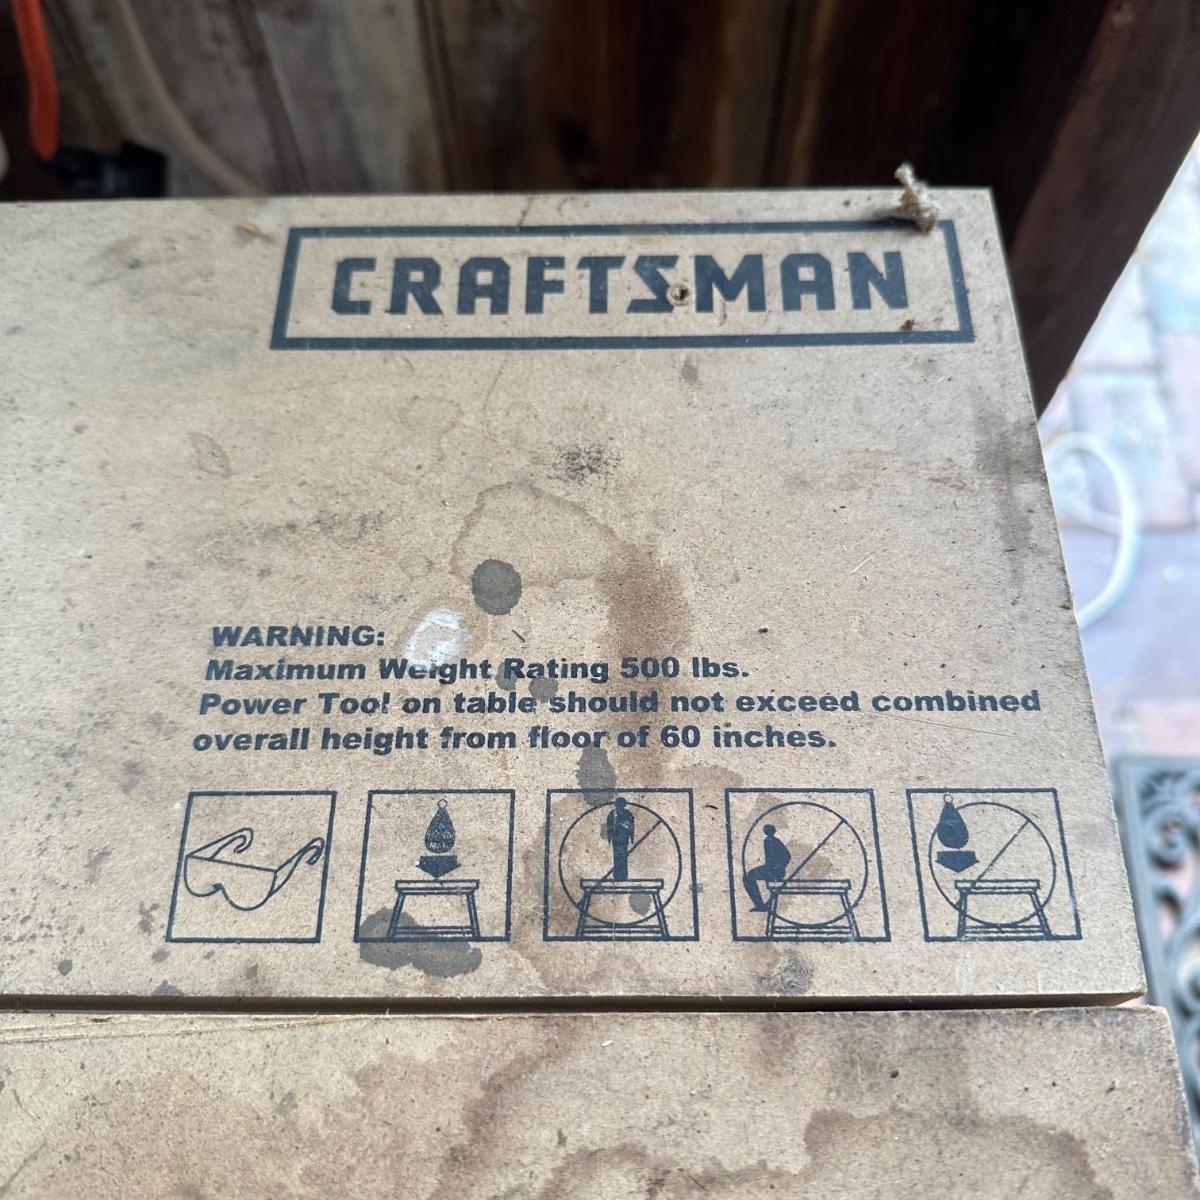 CRAFTSMAN
WARNING:
Maximum Weight Rating 500 lbs.
Power Tool on table should not exceed combined
overall height from floor of 60 inches.